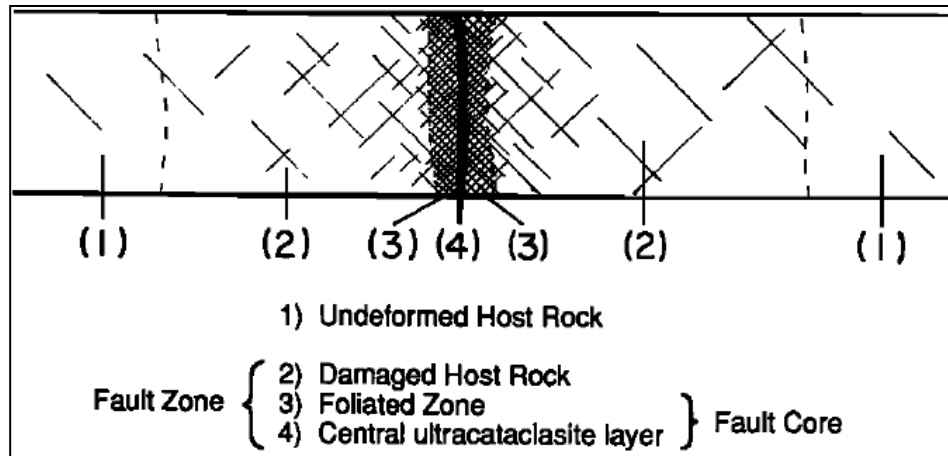 (1) (2) (3) (4) (3) (2) (1)
1) Undeformed Host Rock
2) Damaged Host Rock
Fault Zone { 3) Foliated Zone } Fault Core
4) Central ultracataclasite layer